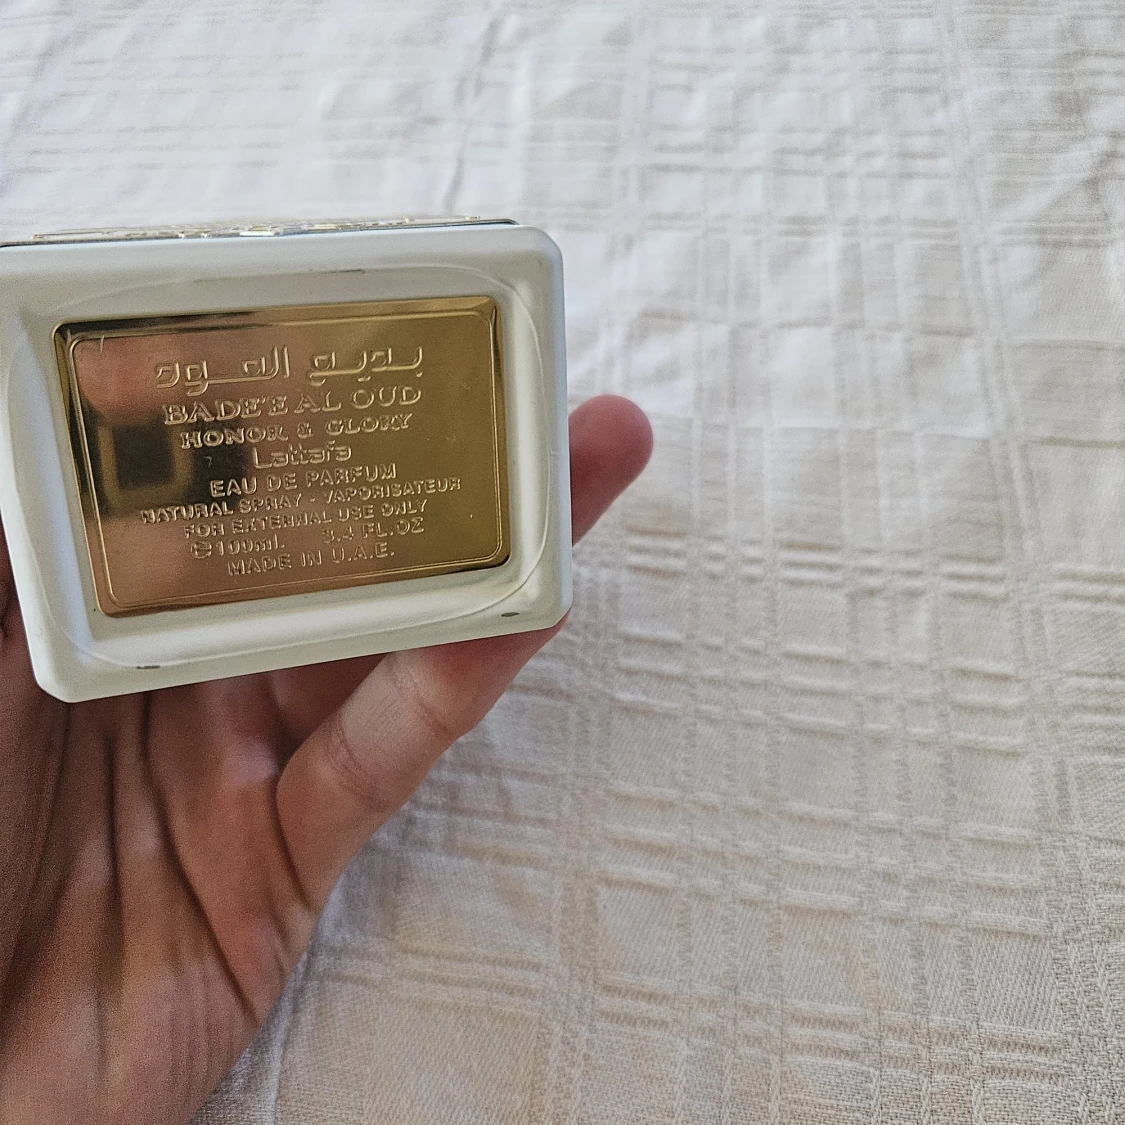 بديع العود
BADE'E AL OUD
HONOR & GLORY
Lattafa
EAU DE PARFUM
NATURAL SPRAY - VAPORISATEUR
FOR EXTERNAL USE ONLY
℮100ml. 3.4 FL.OZ
MADE IN U.A.E.